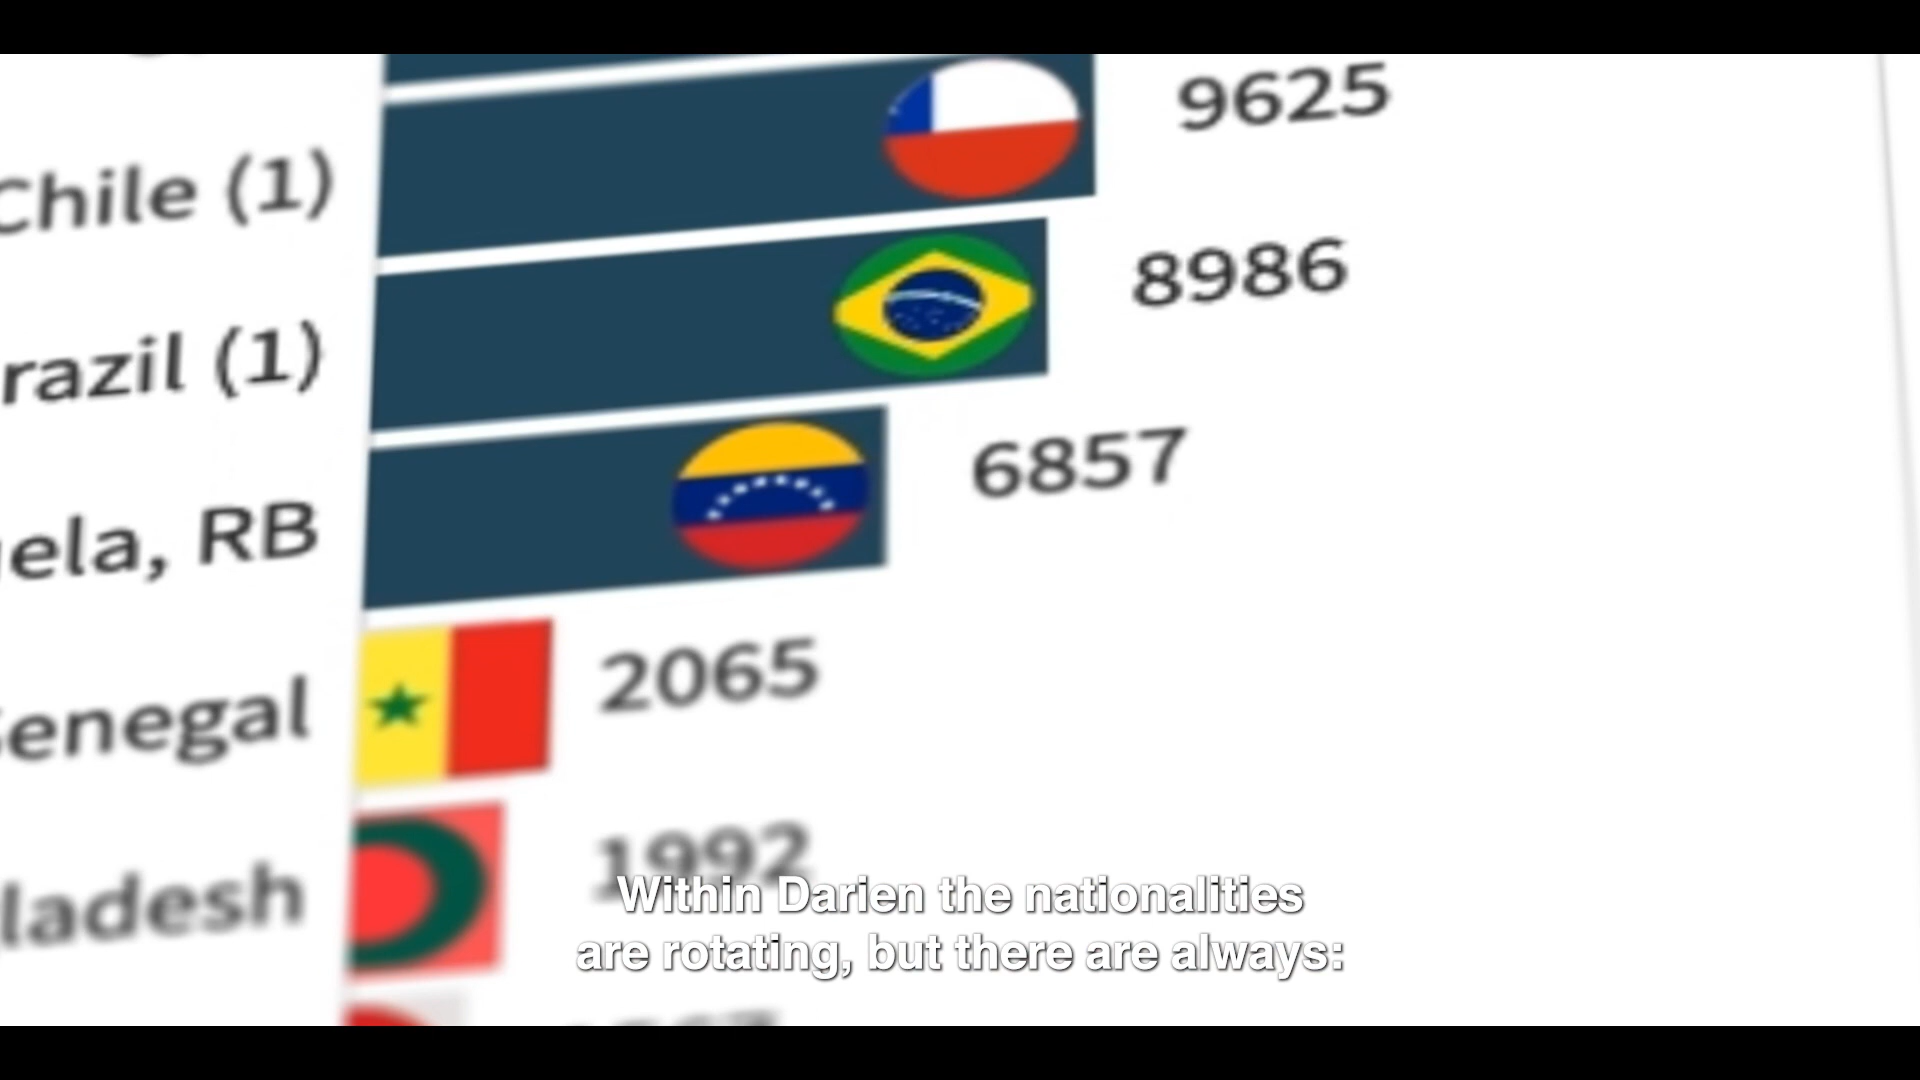 9625
Chile (1)
8986
razil (1)
6857
ela, RB
2065
enegal
1992
ladesh
Within Darien the nationalities
are rotating, but there are always: